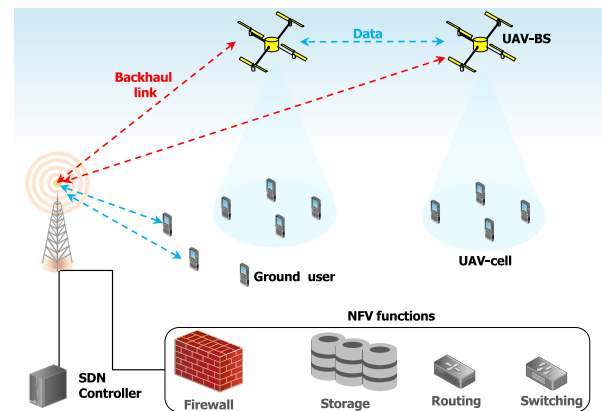 Data
UAV-BS
Backhaul
link
Ground user
UAV-cell
NFV functions
SDN
Controller
Firewall
Storage
Routing
Switching